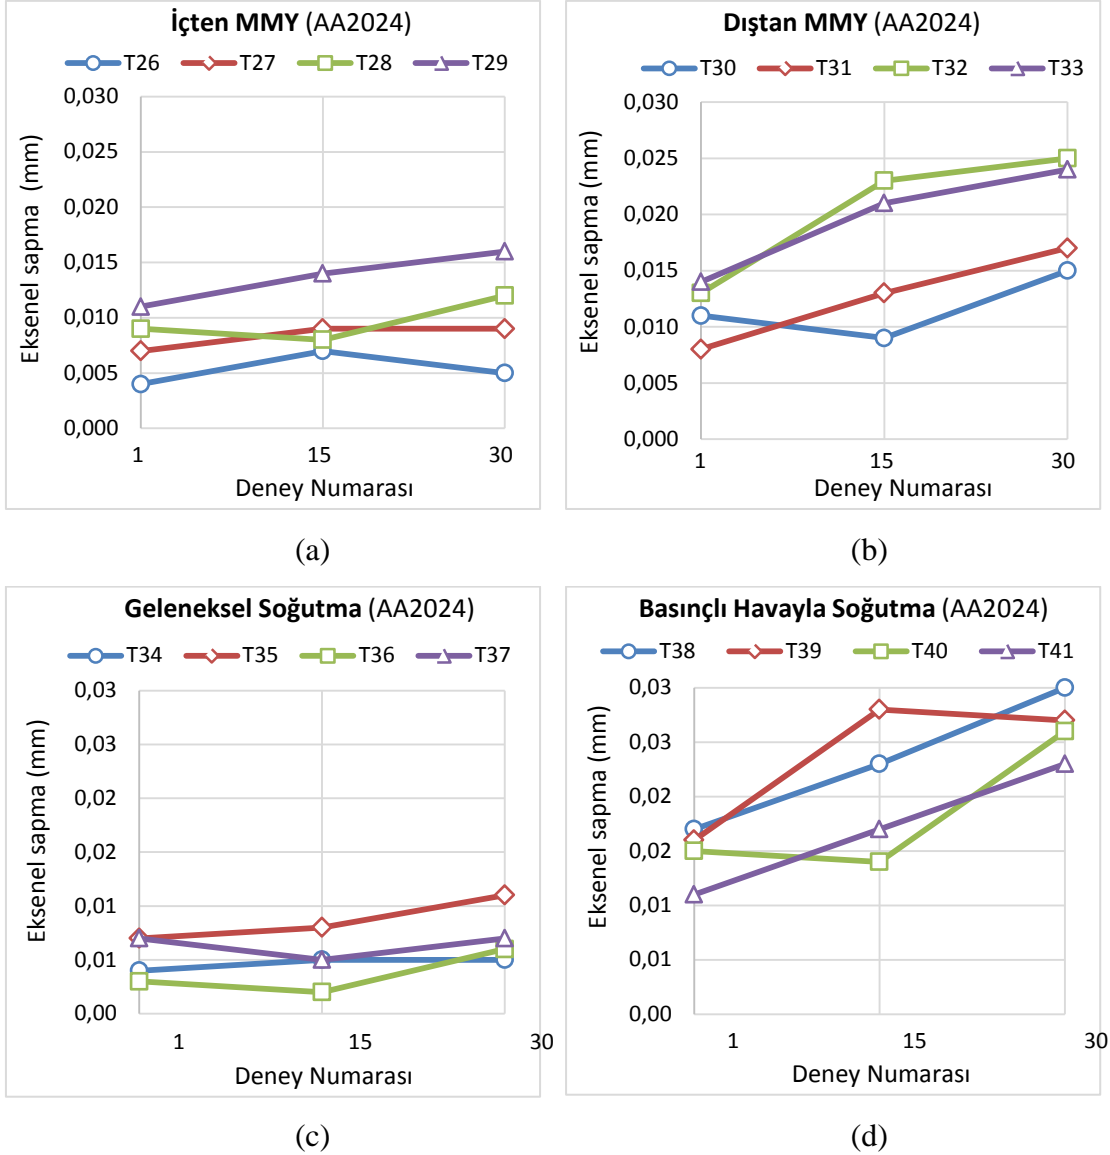 İçten MMY (AA2024)
T26 T27 T28 T29
0,030
0,025
0,020
0,015
0,010
0,005
0,000
Eksenel sapma (mm)
1 15 30
Deney Numarası
(a)
Dıştan MMY (AA2024)
T30 T31 T32 T33
0,030
0,025
0,020
0,015
0,010
0,005
0,000
Eksenel sapma (mm)
1 15 30
Deney Numarası
(b)
Geleneksel Soğutma (AA2024)
T34 T35 T36 T37
0,03
0,03
0,02
0,02
0,01
0,01
0,00
Eksenel sapma (mm)
1 15 30
Deney Numarası
(c)
Basınçlı Havayla Soğutma (AA2024)
T38 T39 T40 T41
0,03
0,03
0,02
0,02
0,01
0,01
0,00
Eksenel sapma (mm)
1 15 30
Deney Numarası
(d)